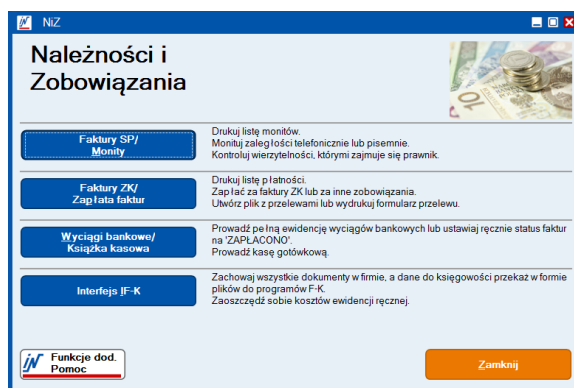 NiZ
Należności i
Zobowiązania
Faktury SP/
Monity
Drukuj listę monitów.
Monituj zaległości telefonicznie lub pisemnie.
Kontroluj wierzytelności, którymi zajmuje się prawnik.
Faktury ZK/
Zapłata faktur
Drukuj listę płatności.
Zapłać za faktury ZK lub za inne zobowiązania.
Utwórz plik z przelewami lub wydrukuj formularz przelewu.
Wyciągi bankowe/
Książka kasowa
Prowadź pełną ewidencję wyciągów bankowych lub ustawiaj ręcznie status faktur
na 'ZAPŁACONO'.
Prowadź kasę gotówkową.
Interfejs IF-K
Zachowaj wszystkie dokumenty w firmie, a dane do księgowości przekaż w formie
plików do programów F-K.
Zaoszczędź sobie kosztów ewidencji ręcznej.
Funkcje dod.
Pomoc
Zamknij